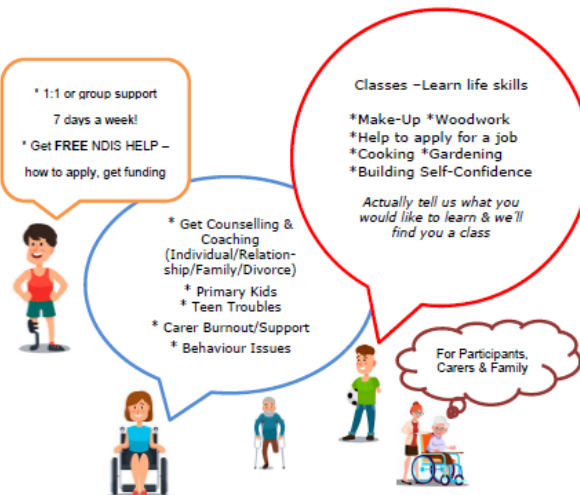 * 1:1 or group support
7 days a week!
* Get FREE NDIS HELP –
how to apply, get funding
Classes –Learn life skills
*Make-Up *Woodwork
*Help to apply for a job
*Cooking *Gardening
*Building Self-Confidence
Actually tell us what you
would like to learn & we'll
find you a class
* Get Counselling &
Coaching
(Individual/Relation-
ship/Family/Divorce)
* Primary Kids
* Teen Troubles
* Carer Burnout/Support
* Behaviour Issues
For Participants,
Carers & Family